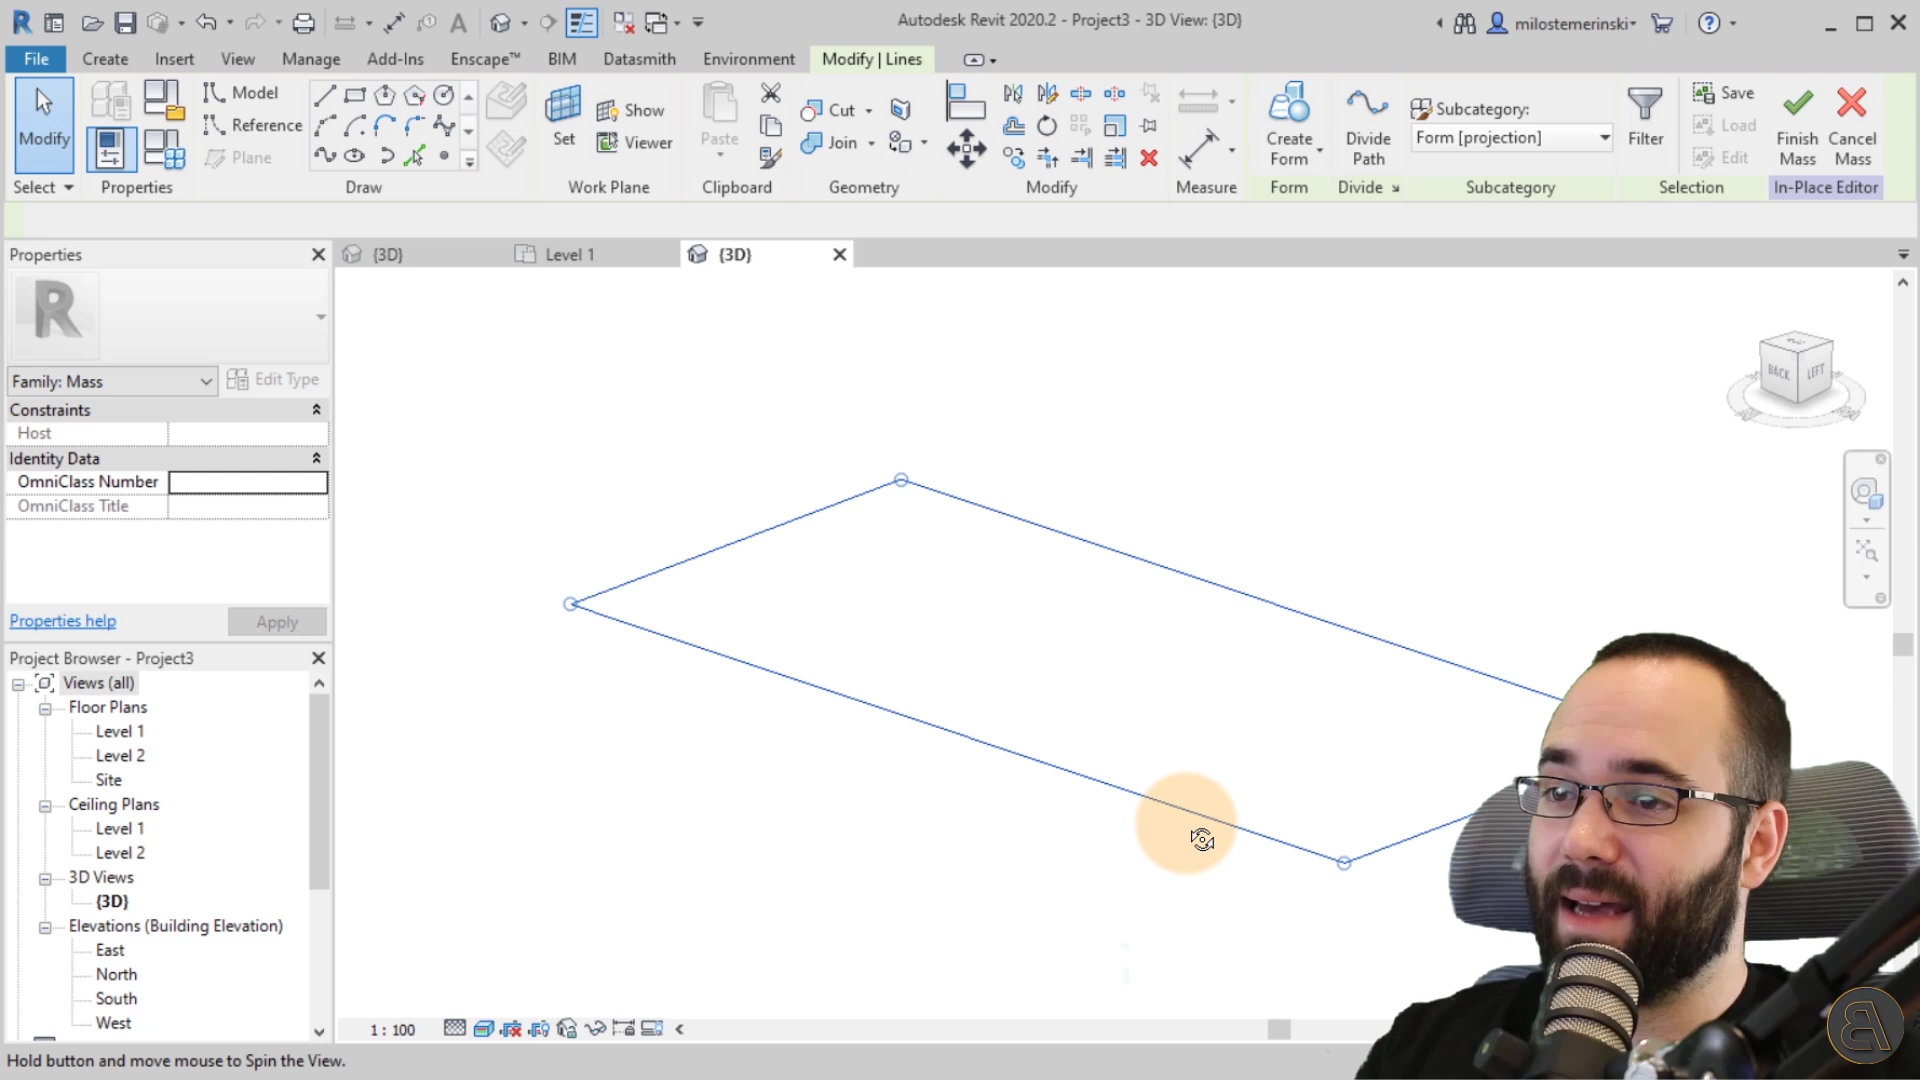 Autodesk Revit 2020.2 - Project3 - 3D View: {3D}
milostemerinski
File Create Insert View Manage Add-Ins Enscape™ BIM Datasmith Environment Modify | Lines
Modify
Model
Reference
Plane
Set
Show
Viewer
Paste
Cut
Join
Create
Form
Divide
Path
Subcategory:
Form [projection]
Filter
Save
Load
Edit
Finish
Mass
Cancel
Mass
Select Properties Draw Work Plane Clipboard Geometry Modify Measure Form Divide Subcategory Selection In-Place Editor
Properties
{3D} Level 1 {3D}
R
Family: Mass Edit Type
Constraints
Host
Identity Data
OmniClass Number
OmniClass Title
Properties help Apply
Project Browser - Project3
Views (all)
Floor Plans
Level 1
Level 2
Site
Ceiling Plans
Level 1
Level 2
3D Views
{3D}
Elevations (Building Elevation)
East
North
South
West
BACK LEFT
1 : 100
Hold button and move mouse to Spin the View.